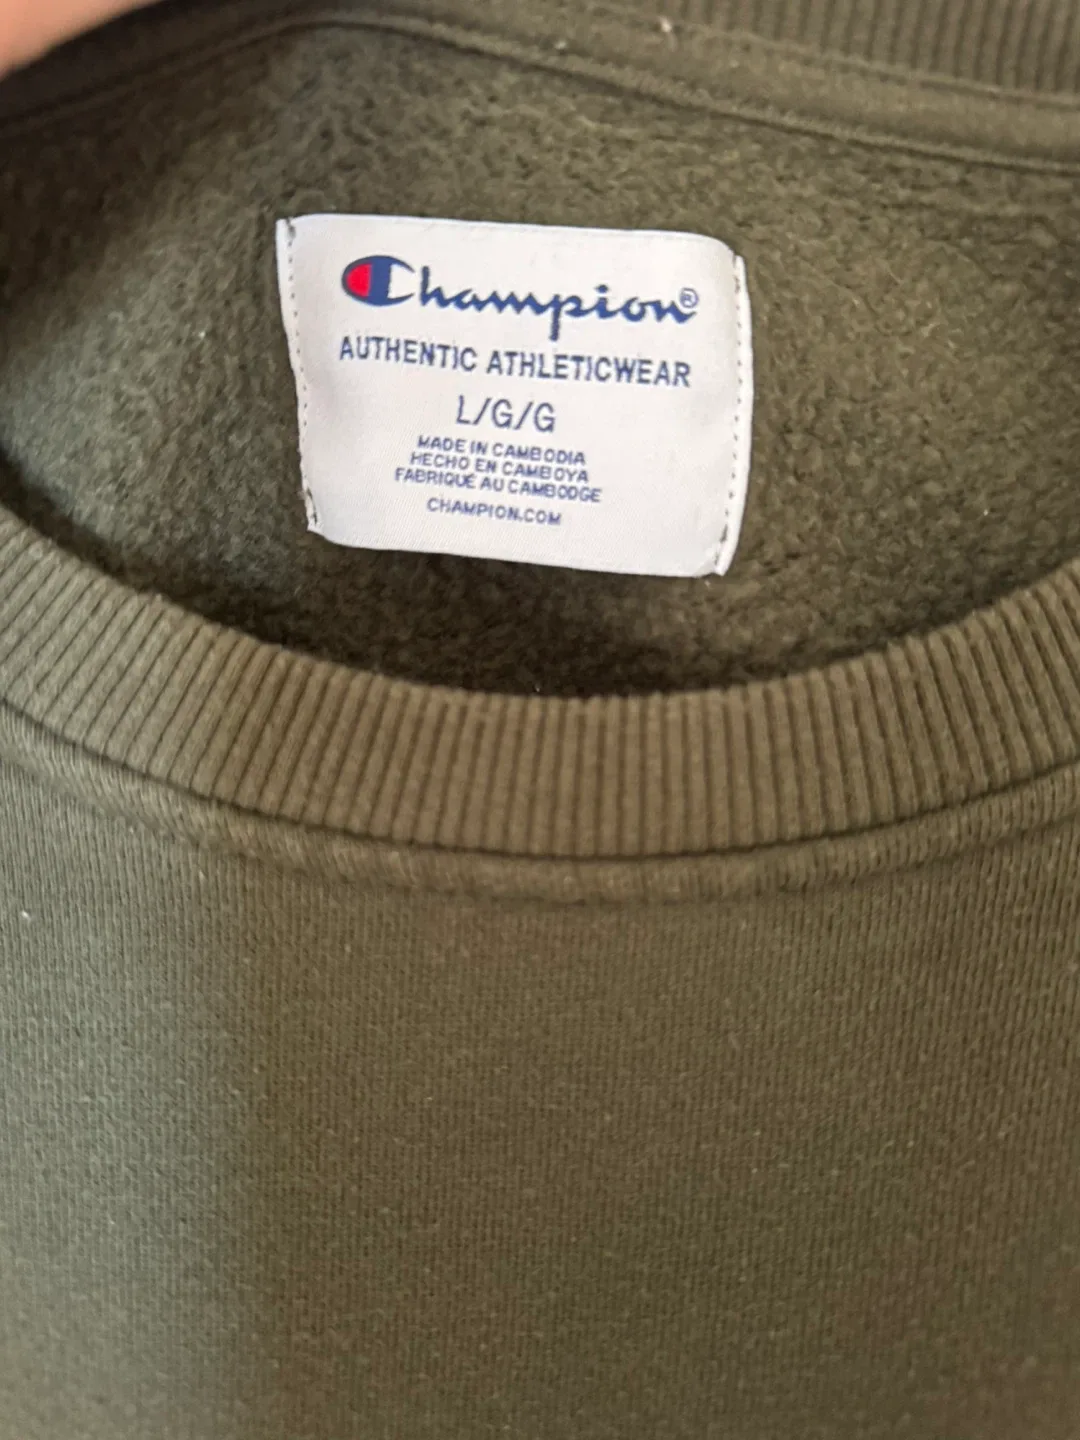 Champion®
AUTHENTIC ATHLETICWEAR
L/G/G
MADE IN CAMBODIA
HECHO EN CAMBOYA
FABRIQUÉ AU CAMBODGE
CHAMPION.COM